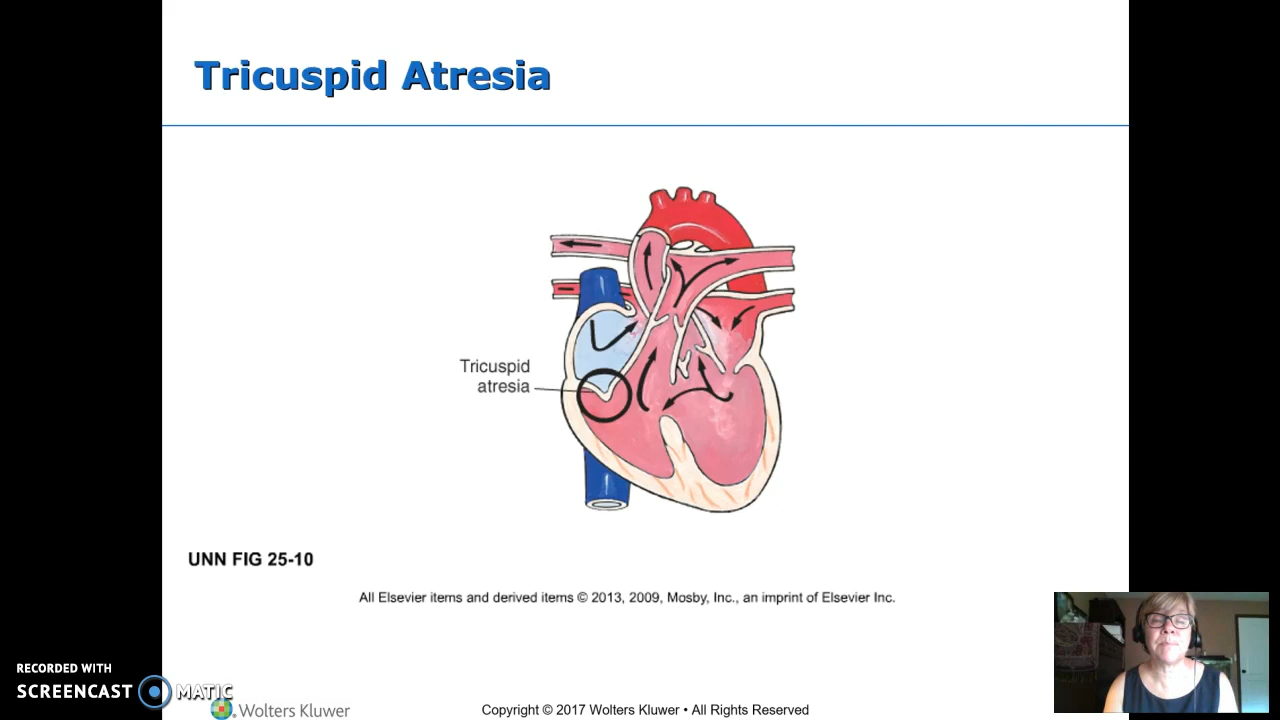 Tricuspid Atresia
Tricuspid
atresia
UNN FIG 25-10
All Elsevier items and derived items © 2013, 2009, Mosby, Inc., an imprint of Elsevier Inc.
RECORDED WITH
SCREENCAST MATIC
Wolters Kluwer
Copyright © 2017 Wolters Kluwer • All Rights Reserved